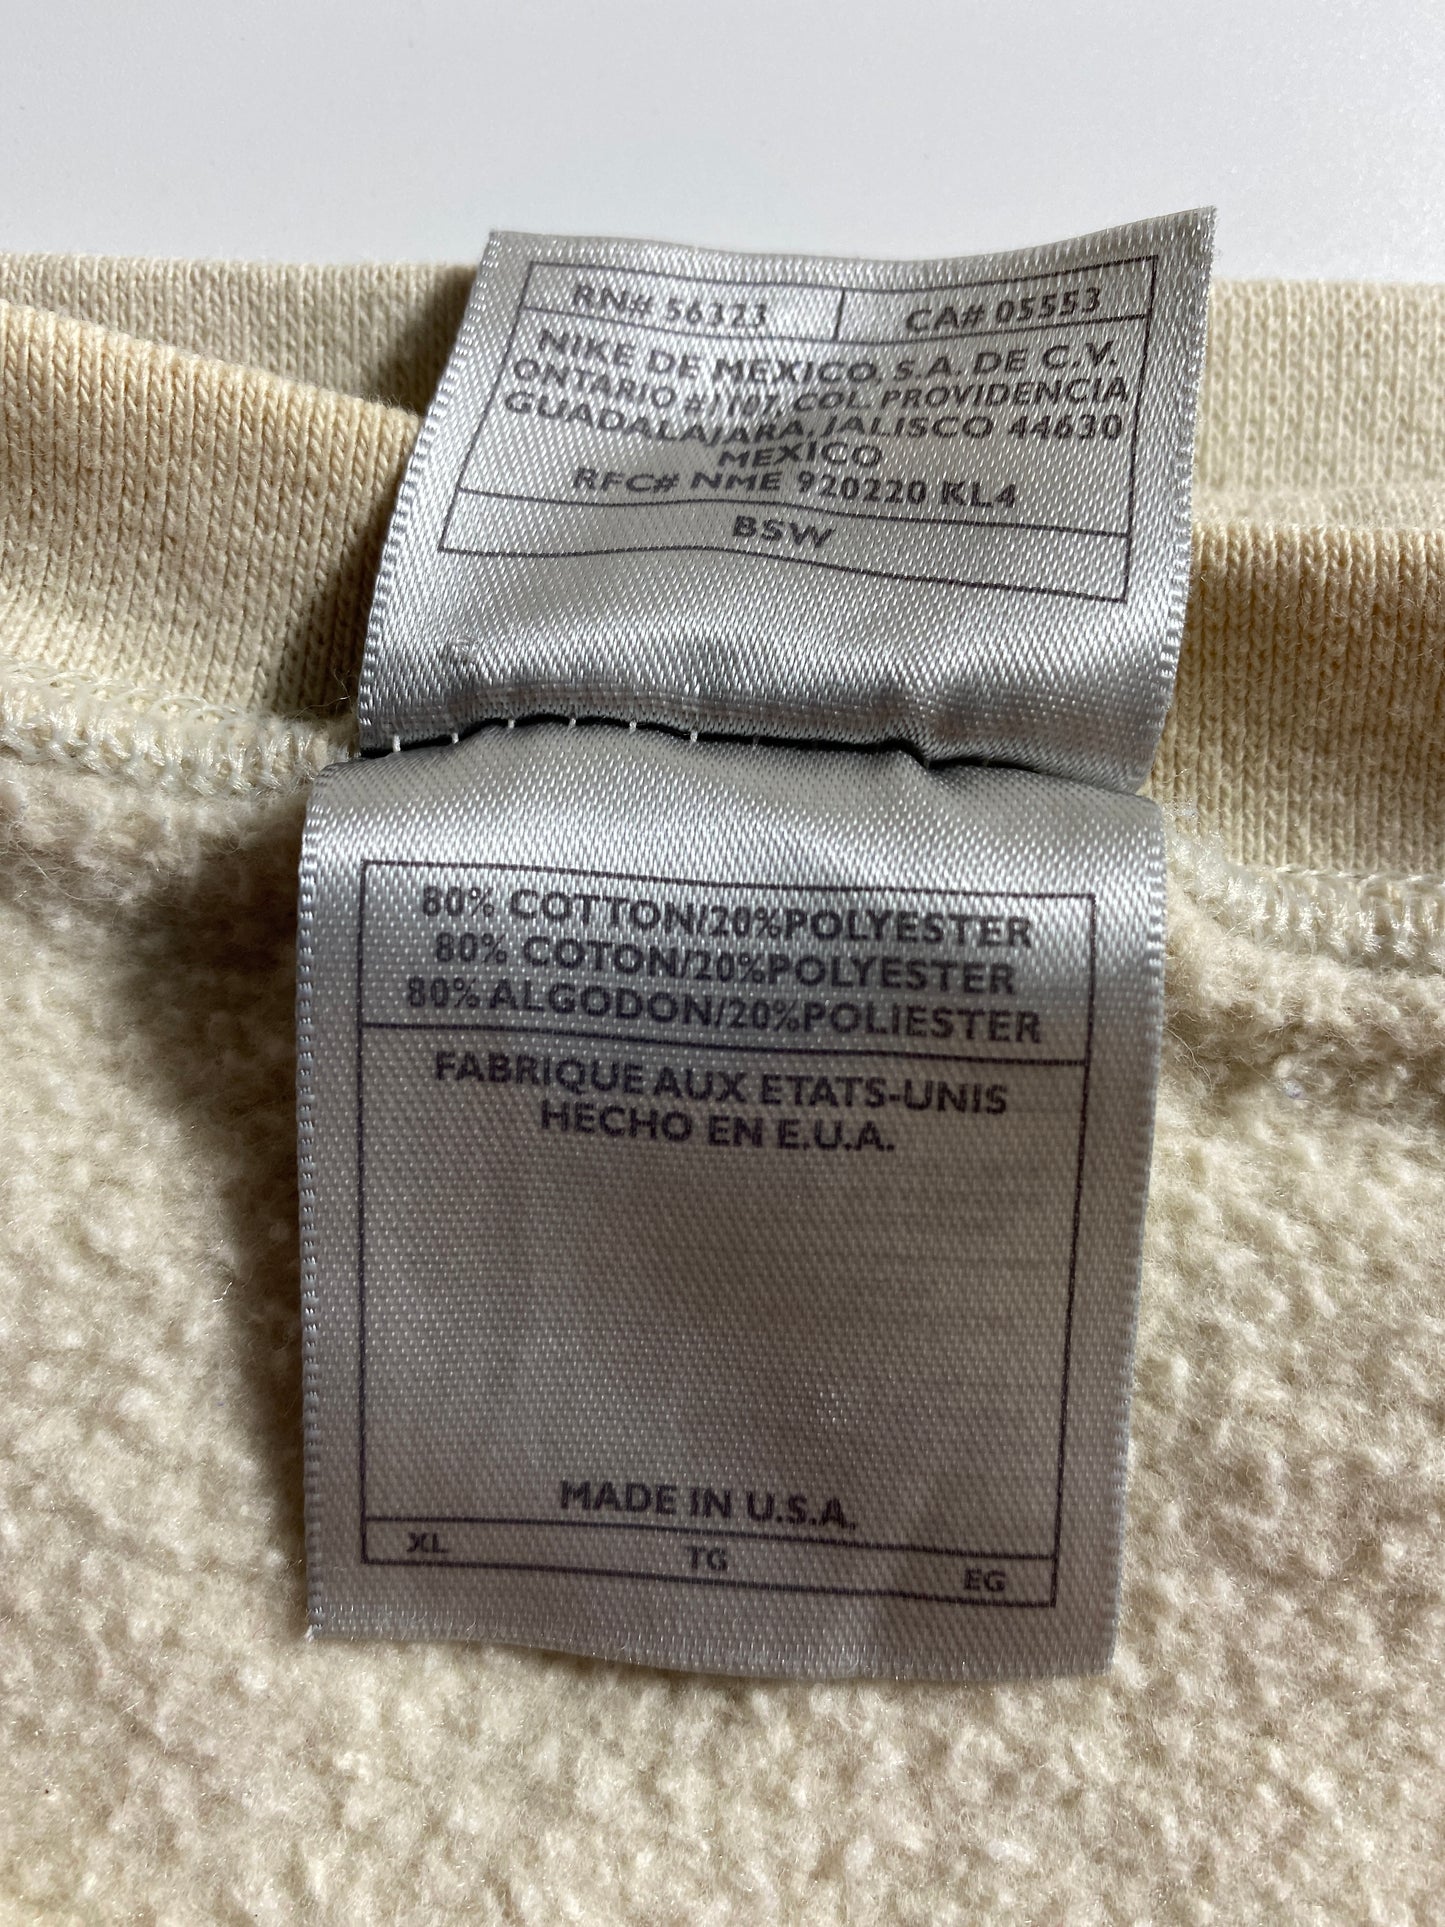 RN# 56323 CA# 05553
NIKE DE MEXICO, S.A. DE C.V.
ONTARIO #1107, COL. PROVIDENCIA
GUADALAJARA, JALISCO 44630
MEXICO
RFC# NME 920220 KL4
BSW
80% COTTON/20%POLYESTER
80% COTON/20%POLYESTER
80% ALGODON/20%POLIESTER
FABRIQUE AUX ETATS-UNIS
HECHO EN E.U.A.
MADE IN U.S.A.
XL TG EG